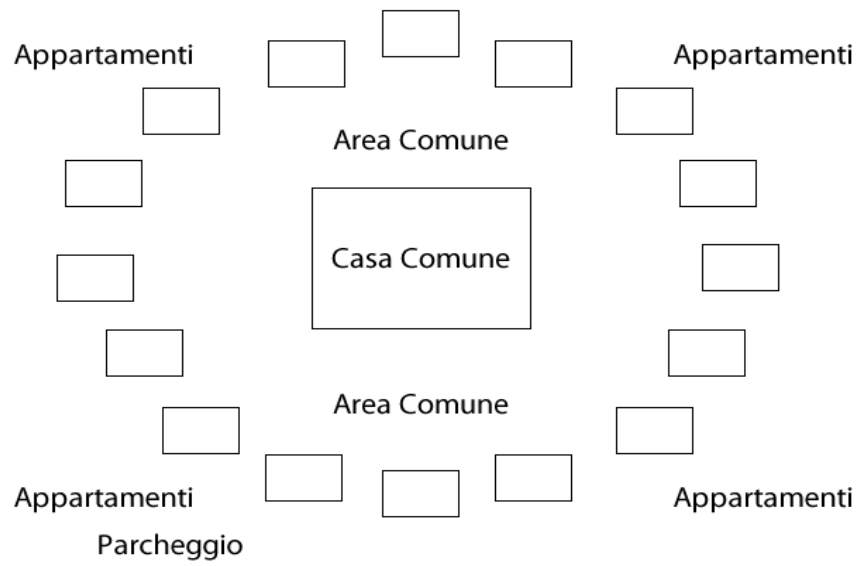 Appartamenti
Appartamenti
Area Comune
Casa Comune
Area Comune
Appartamenti
Appartamenti
Parcheggio